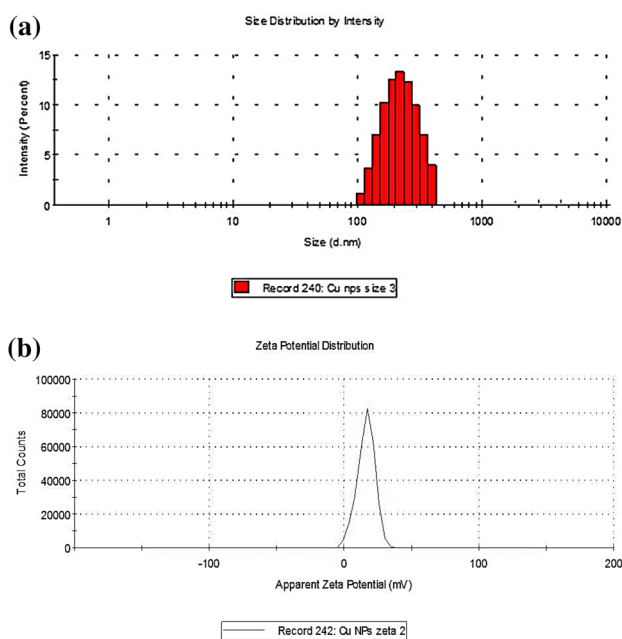 (a)
Size Distribution by Intensity
15
10
5
0
Intensity (Percent)
1 10 100 1000 10000
Size (d.nm)
Record 240: Cu nps size 3
(b)
Zeta Potential Distribution
100000
80000
60000
40000
20000
0
Total Counts
-100 0 100 200
Apparent Zeta Potential (mV)
Record 242: Cu NPs zeta 2